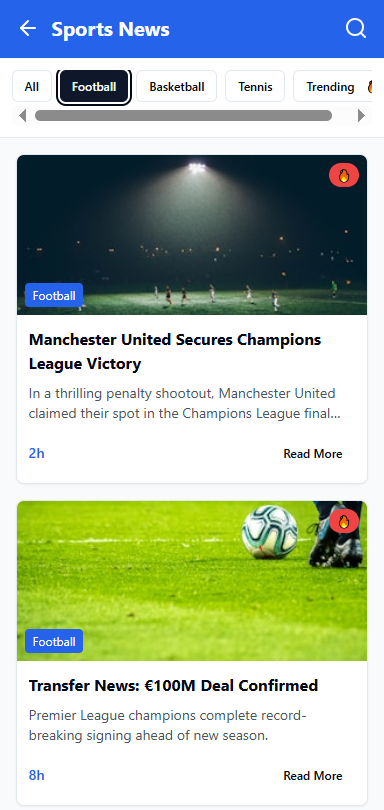 Sports News
All
Football
Basketball
Tennis
Trending 🔥
🔥
Football
Manchester United Secures Champions
League Victory
In a thrilling penalty shootout, Manchester United
claimed their spot in the Champions League final...
2h
Read More
🔥
Football
Transfer News: €100M Deal Confirmed
Premier League champions complete record-
breaking signing ahead of new season.
8h
Read More